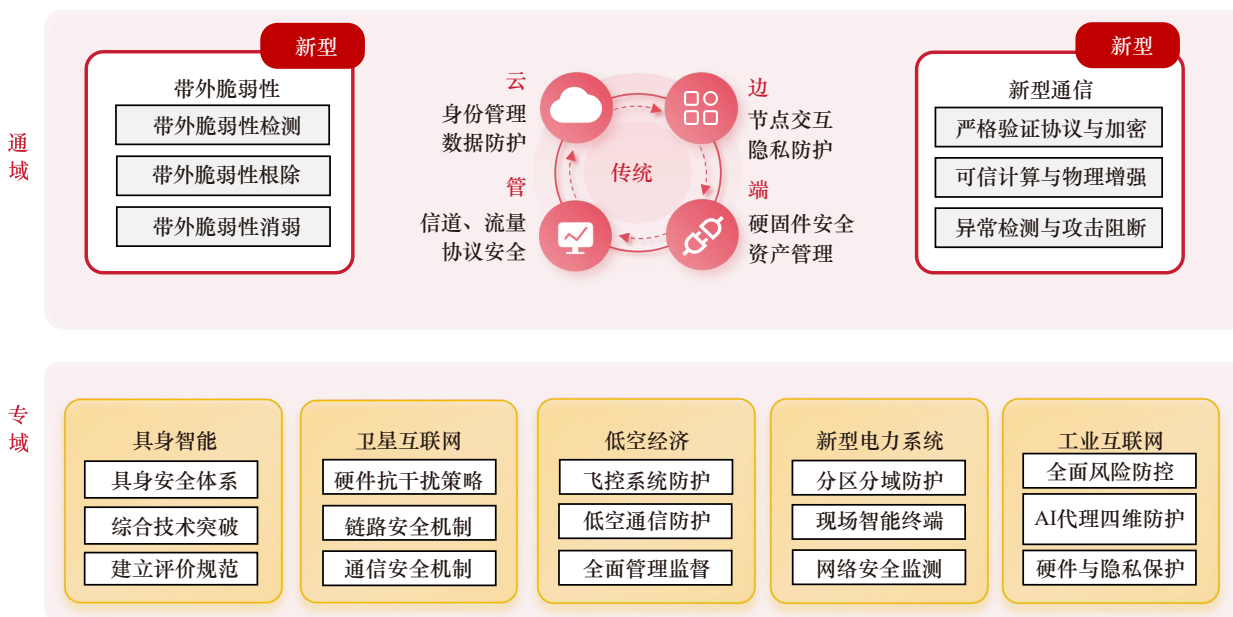 通域
新型
带外脆弱性
带外脆弱性检测
带外脆弱性根除
带外脆弱性消弱
云
身份管理
数据防护
边
节点交互
隐私防护
传统
管
信道、流量
协议安全
端
硬固件安全
资产管理
新型
新型通信
严格验证协议与加密
可信计算与物理增强
异常检测与攻击阻断
专域
具身智能
具身安全体系
综合技术突破
建立评价规范
卫星互联网
硬件抗干扰策略
链路安全机制
通信安全机制
低空经济
飞控系统防护
低空通信防护
全面管理监督
新型电力系统
分区分域防护
现场智能终端
网络安全监测
工业互联网
全面风险防控
AI代理四维防护
硬件与隐私保护